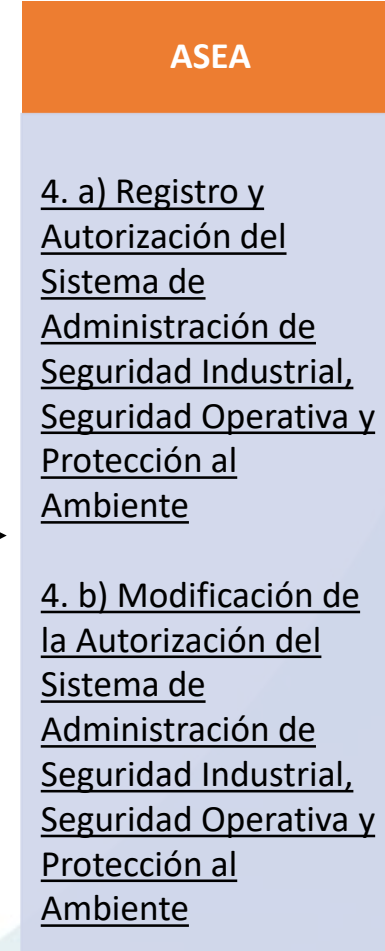 ASEA
4. a) Registro y
Autorización del
Sistema de
Administración de
Seguridad Industrial,
Seguridad Operativa y
Protección al
Ambiente
4. b) Modificación de
la Autorización del
Sistema de
Administración de
Seguridad Industrial,
Seguridad Operativa y
Protección al
Ambiente